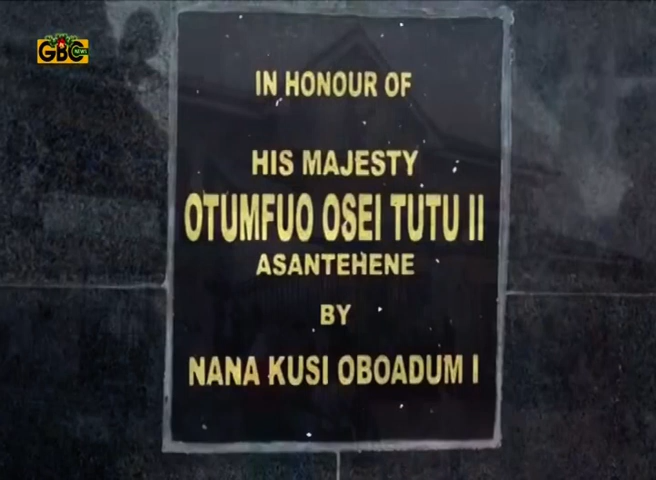 GBC
NEWS
IN HONOUR OF
HIS MAJESTY
OTUMFUO OSEI TUTU II
ASANTEHENE
BY
NANA KUSI OBOADUM I